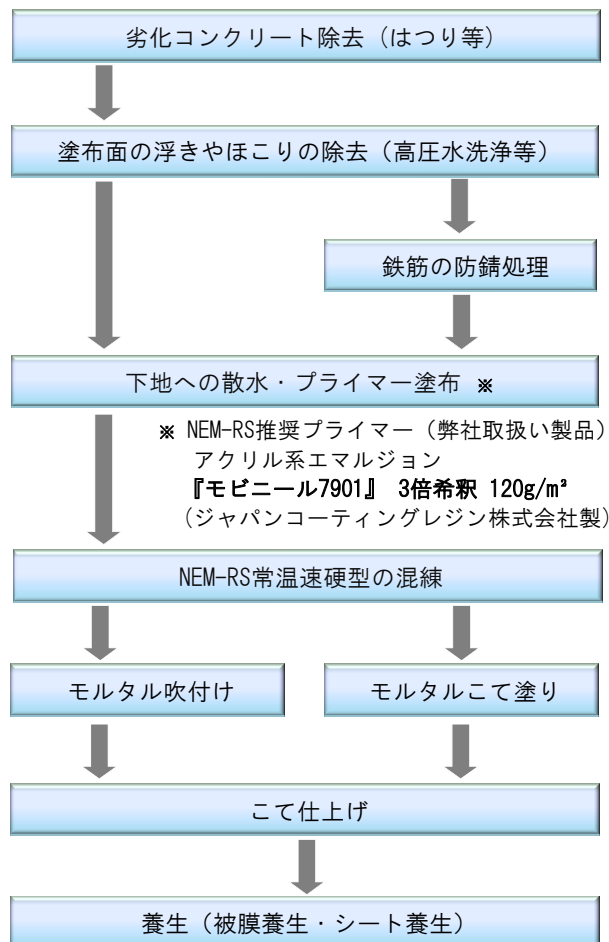 劣化コンクリート除去（はつり等）
塗布面の浮きやほこりの除去（高圧水洗浄等）
鉄筋の防錆処理
下地への散水・プライマー塗布 ※
※ NEM-RS推奨プライマー（弊社取扱い製品）
アクリル系エマルジョン
『モビニール7901』 3倍希釈 120g/m²
（ジャパンコーティングレジン株式会社製）
NEM-RS常温速硬型の混練
モルタル吹付け
モルタルこて塗り
こて仕上げ
養生（被膜養生・シート養生）